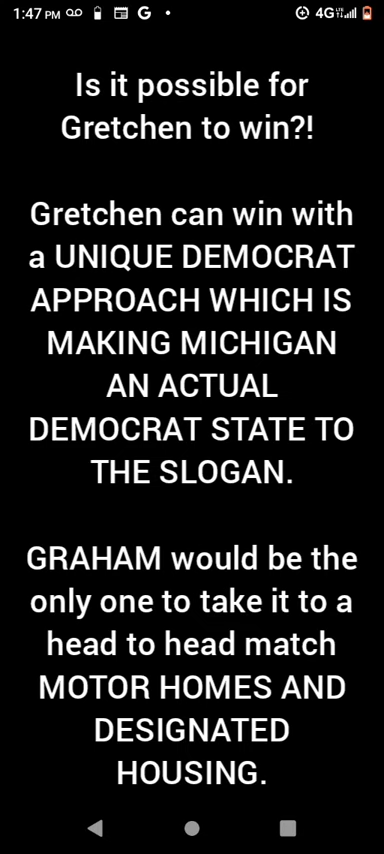 1:47 PM
4G LTE
Is it possible for
Gretchen to win?!
Gretchen can win with
a UNIQUE DEMOCRAT
APPROACH WHICH IS
MAKING MICHIGAN
AN ACTUAL
DEMOCRAT STATE TO
THE SLOGAN.
GRAHAM would be the
only one to take it to a
head to head match
MOTOR HOMES AND
DESIGNATED
HOUSING.